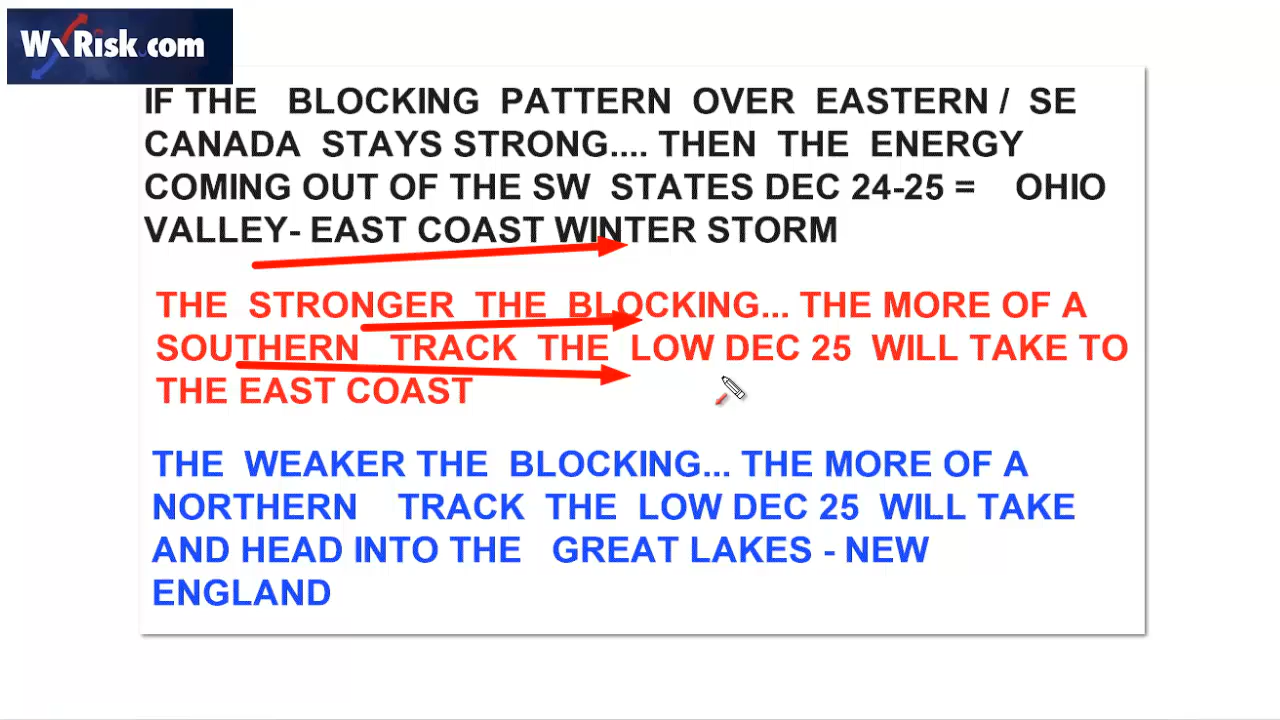 WxRisk.com
IF THE BLOCKING PATTERN OVER EASTERN / SE
CANADA STAYS STRONG.... THEN THE ENERGY
COMING OUT OF THE SW STATES DEC 24-25 = OHIO
VALLEY- EAST COAST WINTER STORM
THE STRONGER THE BLOCKING... THE MORE OF A
SOUTHERN TRACK THE LOW DEC 25 WILL TAKE TO
THE EAST COAST
THE WEAKER THE BLOCKING... THE MORE OF A
NORTHERN TRACK THE LOW DEC 25 WILL TAKE
AND HEAD INTO THE GREAT LAKES - NEW
ENGLAND